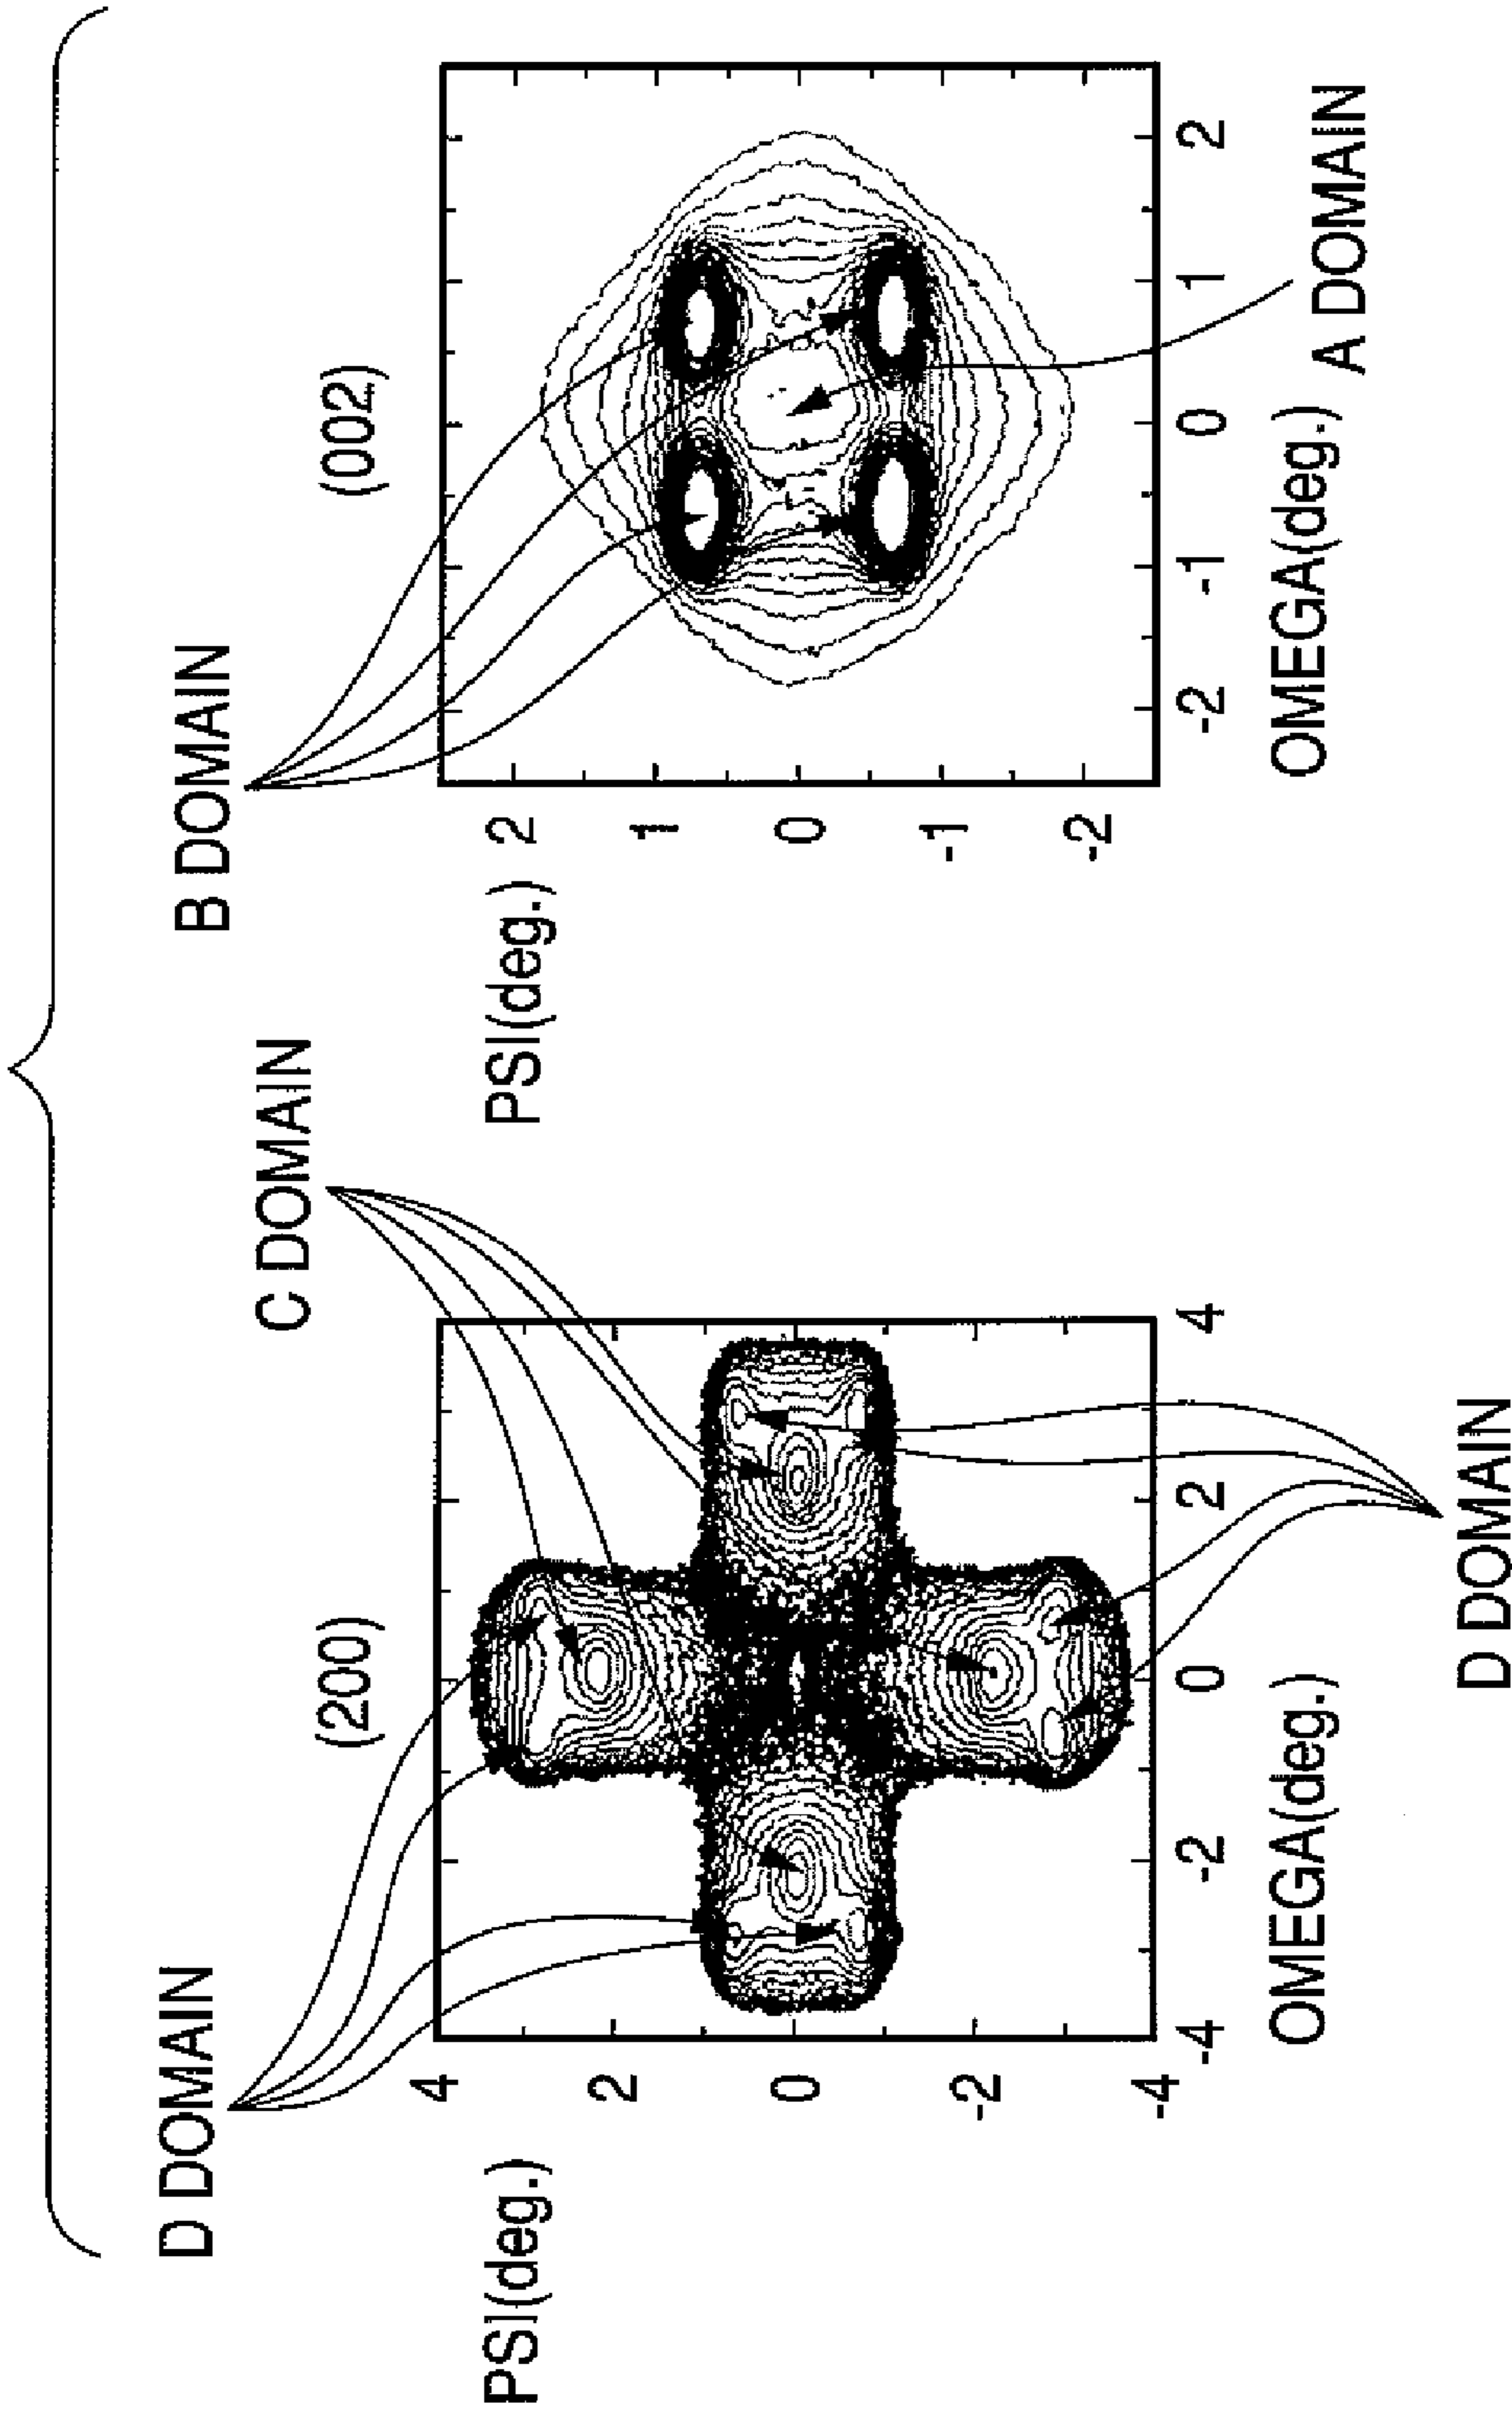 D DOMAIN
C DOMAIN
B DOMAIN
(200)
(002)
PSI(deg.)
4
2
0
-2
-4
-4
-2
0
2
4
OMEGA(deg.)
D DOMAIN
PSI(deg.)
2
1
0
-1
-2
-2
-1
0
1
2
OMEGA(deg.)
A DOMAIN